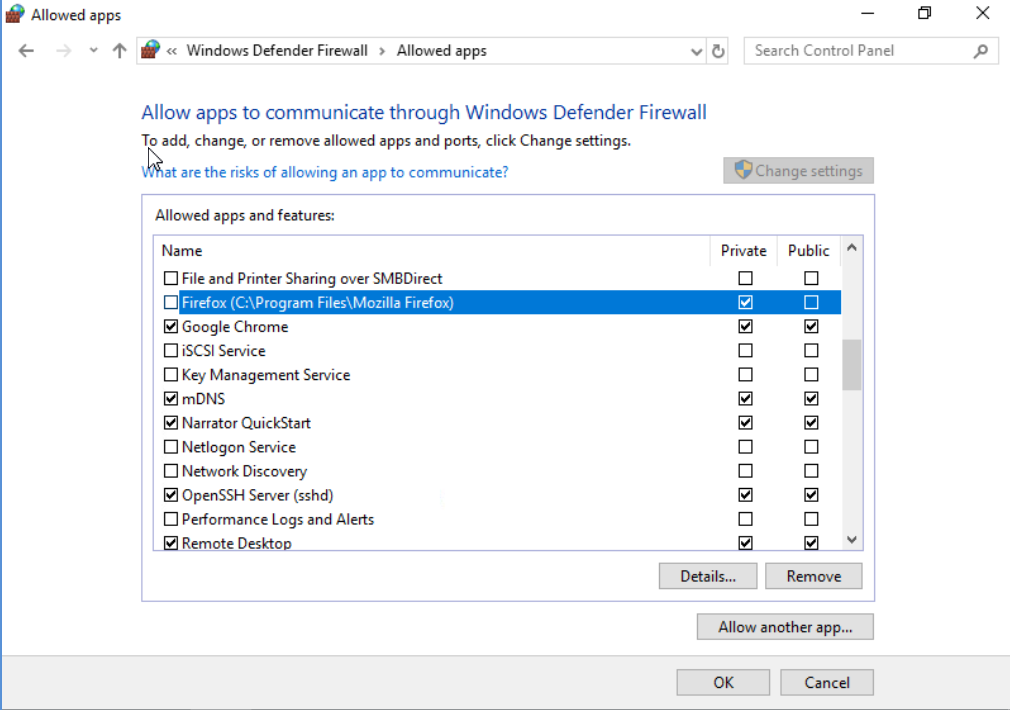 Allowed apps
« Windows Defender Firewall > Allowed apps
Search Control Panel
Allow apps to communicate through Windows Defender Firewall
To add, change, or remove allowed apps and ports, click Change settings.
What are the risks of allowing an app to communicate?
Change settings
Allowed apps and features:
Name Private Public
File and Printer Sharing over SMBDirect
Firefox (C:\Program Files\Mozilla Firefox)
Google Chrome
iSCSI Service
Key Management Service
mDNS
Narrator QuickStart
Netlogon Service
Network Discovery
OpenSSH Server (sshd)
Performance Logs and Alerts
Remote Desktop
Details... Remove
Allow another app...
OK Cancel